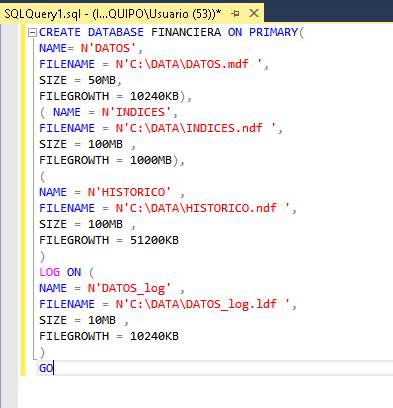 SQLQuery1.sql - (l...QUIPO\Usuario (53))*
CREATE DATABASE FINANCIERA ON PRIMARY(
NAME= N'DATOS',
FILENAME = N'C:\DATA\DATOS.mdf ',
SIZE = 50MB,
FILEGROWTH = 10240KB),
( NAME = N'INDICES',
FILENAME = N'C:\DATA\INDICES.ndf ',
SIZE = 100MB ,
FILEGROWTH = 1000MB),
(
NAME = N'HISTORICO' ,
FILENAME = N'C:\DATA\HISTORICO.ndf ',
SIZE = 100MB ,
FILEGROWTH = 51200KB
)
LOG ON (
NAME = N'DATOS_log' ,
FILENAME = N'C:\DATA\DATOS_log.ldf ',
SIZE = 10MB ,
FILEGROWTH = 10240KB
)
GO